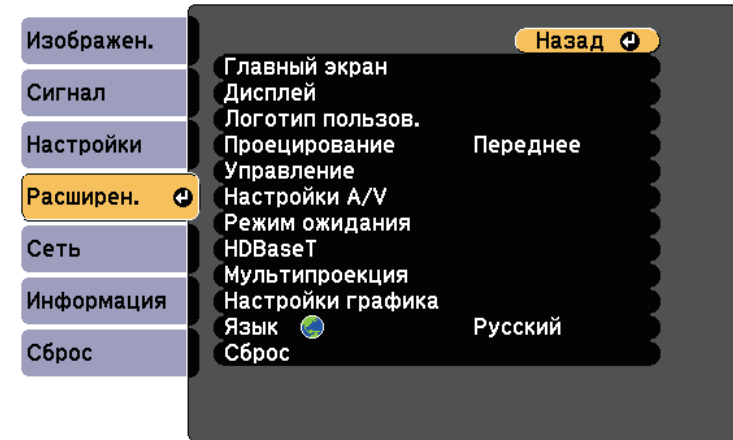 Изображен.
Сигнал
Настройки
Расширен.
Сеть
Информация
Сброс
Назад
Главный экран
Дисплей
Логотип пользов.
Проецирование Переднее
Управление
Настройки A/V
Режим ожидания
HDBaseT
Мультипроекция
Настройки графика
Язык Русский
Сброс